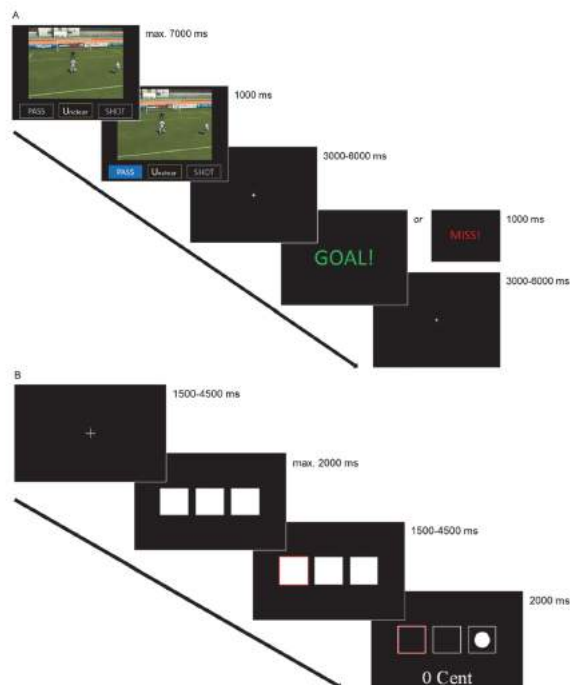 A
max. 7000 ms
PASS Unclear SHOT
1000 ms
PASS Unclear SHOT
3000-6000 ms
GOAL!
or
MISS!
1000 ms
3000-6000 ms
B
1500-4500 ms
max. 2000 ms
1500-4500 ms
2000 ms
0 Cent